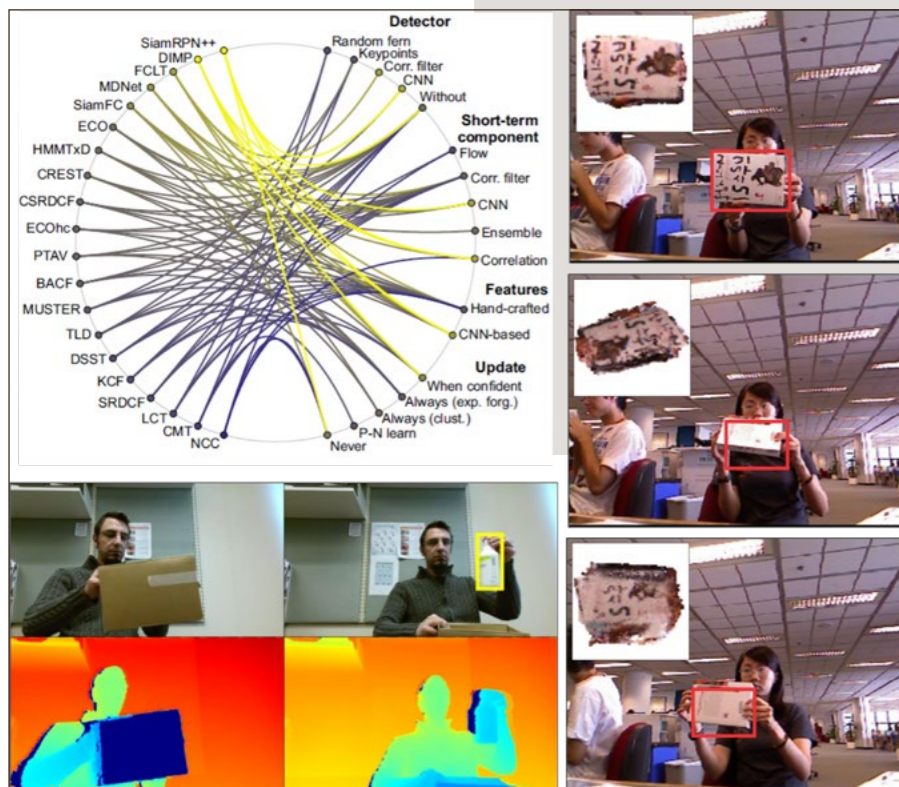 Detector
Random fern
Keypoints
Corr. filter
CNN
Without
Short-term
component
Flow
Corr. filter
CNN
Ensemble
Correlation
Features
Hand-crafted
CNN-based
Update
When confident
Always (exp. forg.)
Always (clust.)
P-N learn
Never
SiamRPN++
DIMP
FCLT
MDNet
SiamFC
ECO
HMMTxD
CREST
CSRDCF
ECOhc
PTAV
BACF
MUSTER
TLD
DSST
KCF
SRDCF
LCT
CMT
NCC